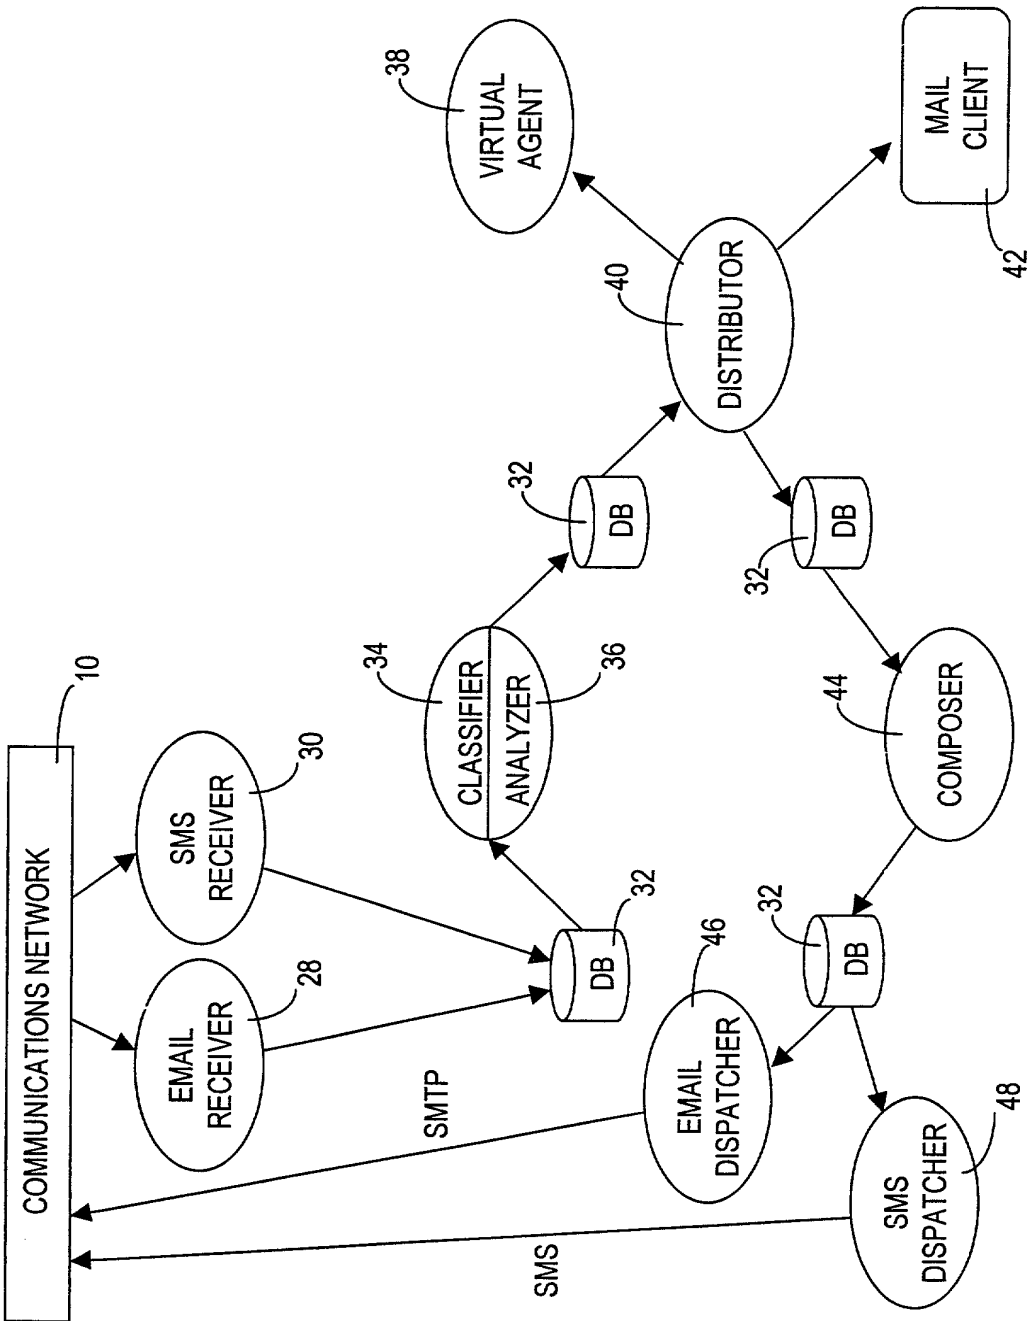 COMMUNICATIONS NETWORK
10
EMAIL
RECEIVER
28
SMS
RECEIVER
30
SMTP
SMS
DB
32
CLASSIFIER
34
ANALYZER
36
DB
32
VIRTUAL
AGENT
38
DISTRIBUTOR
40
MAIL
CLIENT
42
DB
32
COMPOSER
44
DB
32
EMAIL
DISPATCHER
46
SMS
DISPATCHER
48